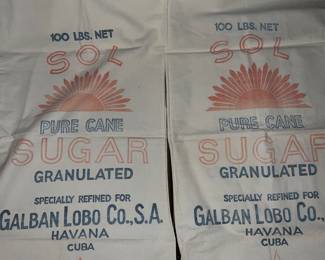 100 LBS. NET
SOL
PURE CANE
SUGAR
GRANULATED
SPECIALLY REFINED FOR
GALBAN LOBO CO., S.A.
HAVANA
CUBA
100 LBS. NET
SOL
PURE CANE
SUGAR
GRANULATED
SPECIALLY REFINED FOR
GALBAN LOBO CO.,
HAVANA
CUBA